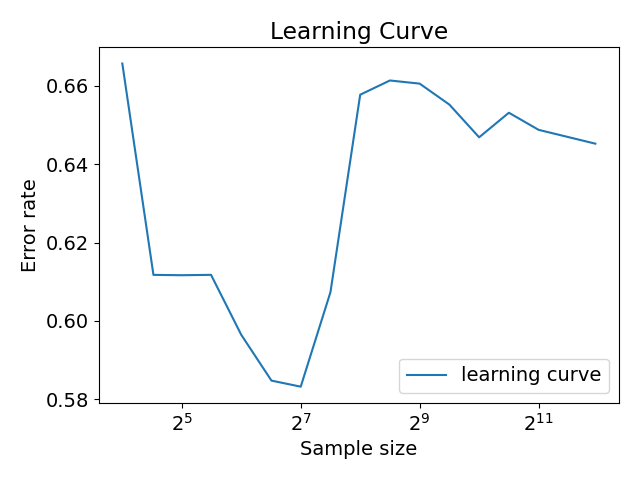 Learning Curve
Error rate
0.66
0.64
0.62
0.60
0.58
learning curve
2^5
2^7
2^9
2^11
Sample size